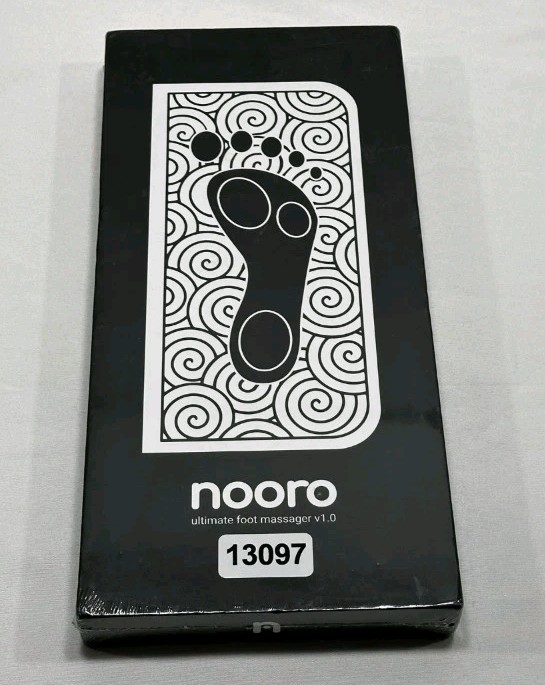 nooro
ultimate foot massager v1.0
13097
n